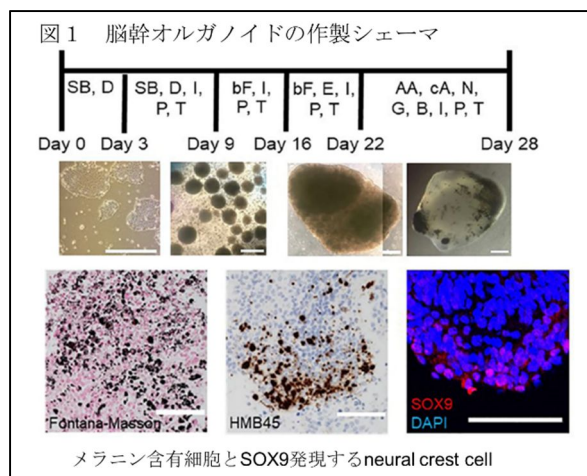 図1 脳幹オルガノイドの作製シェーマ
SB, D
SB, D, I,
P, T
bF, I,
P, T
bF, E, I,
P, T
AA, cA, N,
G, B, I, P, T
Day 0
Day 3
Day 9
Day 16
Day 22
Day 28
Fontana-Masson
HMB45
SOX9
DAPI
メラニン含有細胞とSOX9発現するneural crest cell